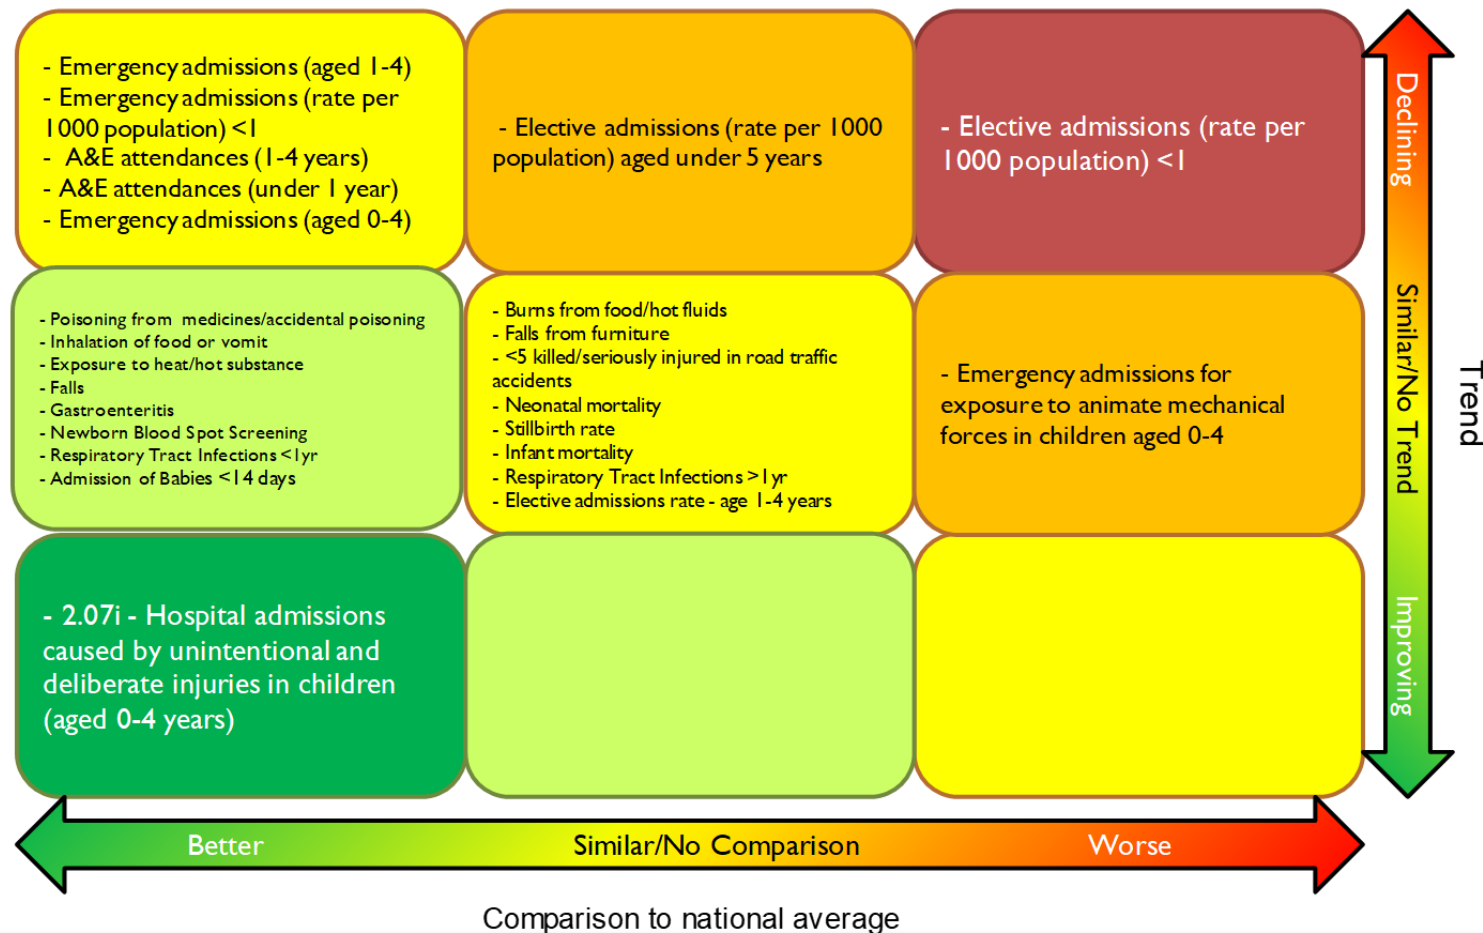 - Emergency admissions (aged 1-4)
- Emergency admissions (rate per
1000 population) <1
- A&E attendances (1-4 years)
- A&E attendances (under 1 year)
- Emergency admissions (aged 0-4)
- Elective admissions (rate per 1000
population) aged under 5 years
- Elective admissions (rate per
1000 population) <1
- Poisoning from medicines/accidental poisoning
- Inhalation of food or vomit
- Exposure to heat/hot substance
- Falls
- Gastroenteritis
- Newborn Blood Spot Screening
- Respiratory Tract Infections <1yr
- Admission of Babies <14 days
- Burns from food/hot fluids
- Falls from furniture
- <5 killed/seriously injured in road traffic
accidents
- Neonatal mortality
- Stillbirth rate
- Infant mortality
- Respiratory Tract Infections >1yr
- Elective admissions rate - age 1-4 years
- Emergency admissions for
exposure to animate mechanical
forces in children aged 0-4
- 2.07i - Hospital admissions
caused by unintentional and
deliberate injuries in children
(aged 0-4 years)
Declining
Similar/No Trend
Improving
Trend
Better
Similar/No Comparison
Worse
Comparison to national average